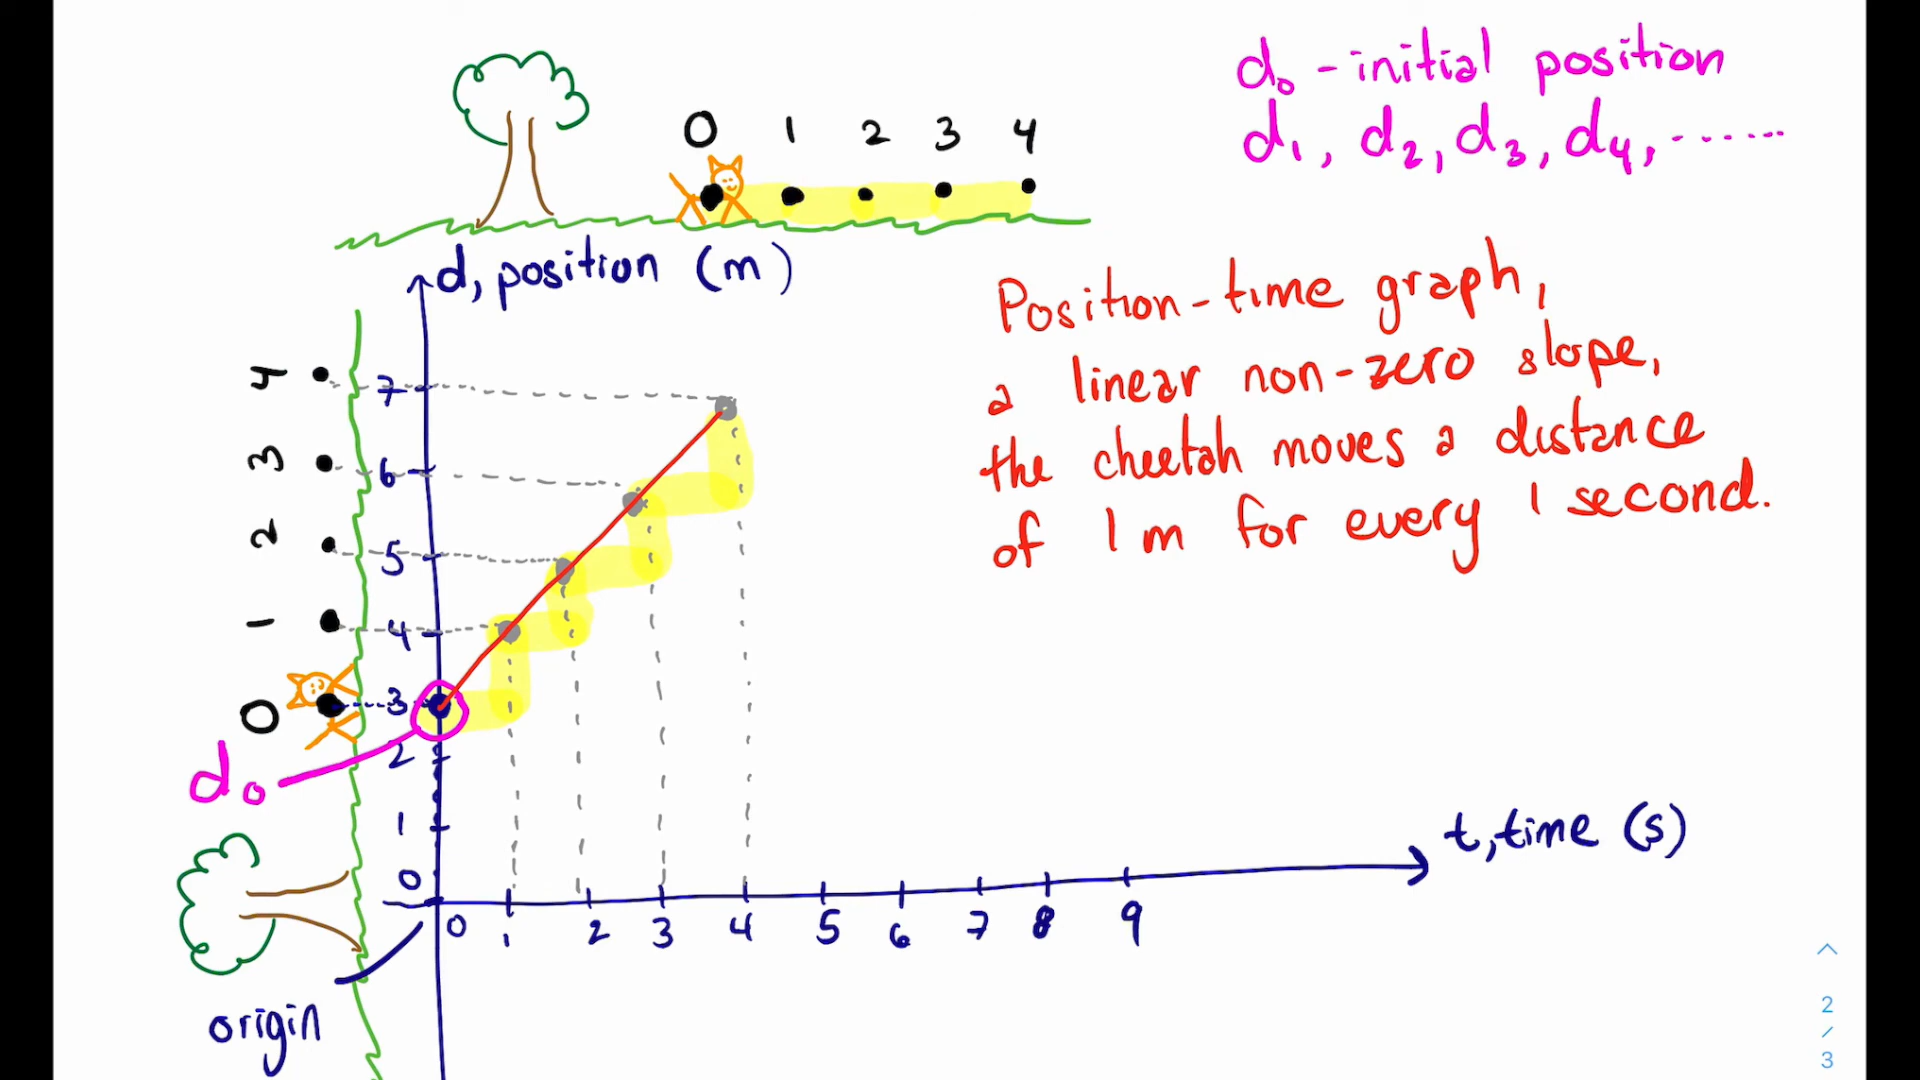 d₀ - initial position
d₁, d₂, d₃, d₄, ......
0 1 2 3 4
d, position (m)
Position-time graph,
a linear non-zero slope,
the cheetah moves a distance
of 1 m for every 1 second.
4
3
2
1
0
7
6
5
4
3
2
1
0
d₀
t, time (s)
0 1 2 3 4 5 6 7 8 9
origin
2
/
3